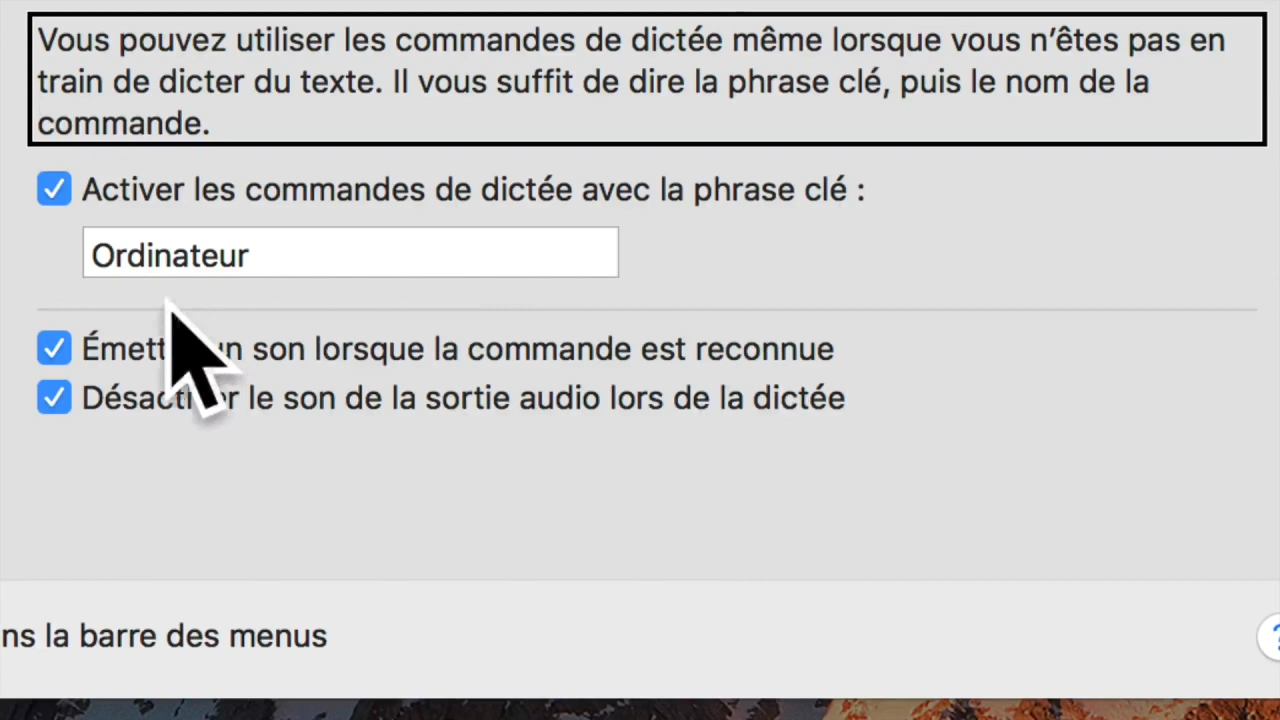 Vous pouvez utiliser les commandes de dictée même lorsque vous n’êtes pas en
train de dicter du texte. Il vous suffit de dire la phrase clé, puis le nom de la
commande.
Activer les commandes de dictée avec la phrase clé :
Ordinateur
un son lorsque la commande est reconnue
le son de la sortie audio lors de la dictée
la barre des menus
?